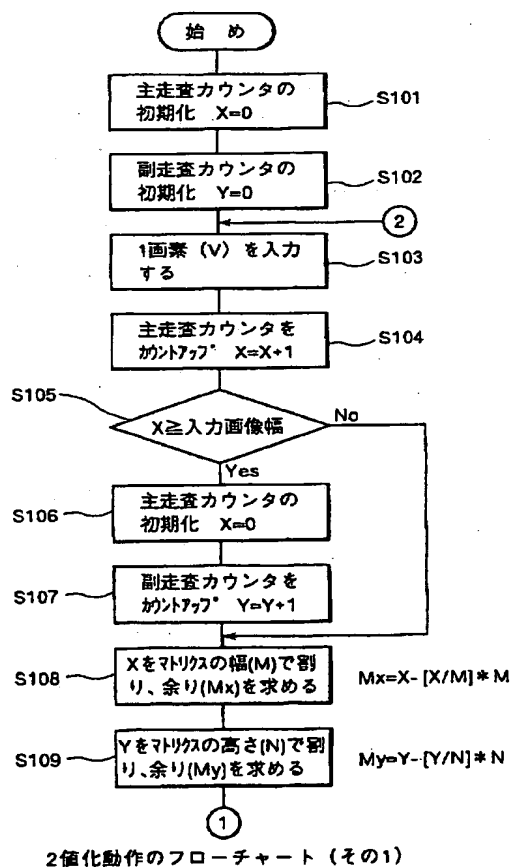 始 め
主走査カウンタの
初期化 X=0
S101
副走査カウンタの
初期化 Y=0
S102
2
1画素 (V) を入力
する
S103
主走査カウンタを
ｶｳﾝﾄｱｯﾌﾟ X=X+1
S104
S105
X≧入力画像幅
No
Yes
主走査カウンタの
初期化 X=0
S106
副走査カウンタを
ｶｳﾝﾄｱｯﾌﾟ Y=Y+1
S107
Xをﾏﾄﾘｸｽの幅(M)で割
り、余り(Mx)を求める
S108
Mx=X-[X/M]*M
Yをﾏﾄﾘｸｽの高さ(N)で割
り、余り(My)を求める
S109
My=Y-[Y/N]*N
1
2値化動作のフローチャート (その1)